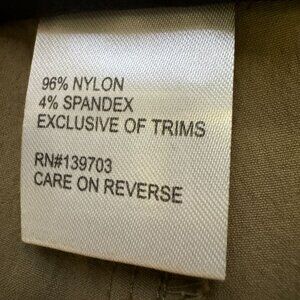 96% NYLON
4% SPANDEX
EXCLUSIVE OF TRIMS
RN#139703
CARE ON REVERSE